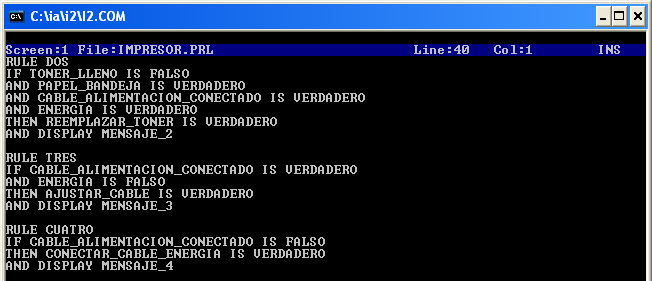 C:\ia\i2\I2.COM
Screen:1 File:IMPRESOR.PRL Line:40 Col:1 INS
RULE DOS
IF TONER_LLENO IS FALSO
AND PAPEL_BANDEJA IS VERDADERO
AND CABLE_ALIMENTACION_CONECTADO IS VERDADERO
AND ENERGIA IS VERDADERO
THEN REEMPLAZAR_TONER IS VERDADERO
AND DISPLAY MENSAJE_2
RULE TRES
IF CABLE_ALIMENTACION_CONECTADO IS VERDADERO
AND ENERGIA IS FALSO
THEN AJUSTAR_CABLE IS VERDADERO
AND DISPLAY MENSAJE_3
RULE CUATRO
IF CABLE_ALIMENTACION_CONECTADO IS FALSO
THEN CONECTAR_CABLE_ENERGIA IS VERDADERO
AND DISPLAY MENSAJE_4